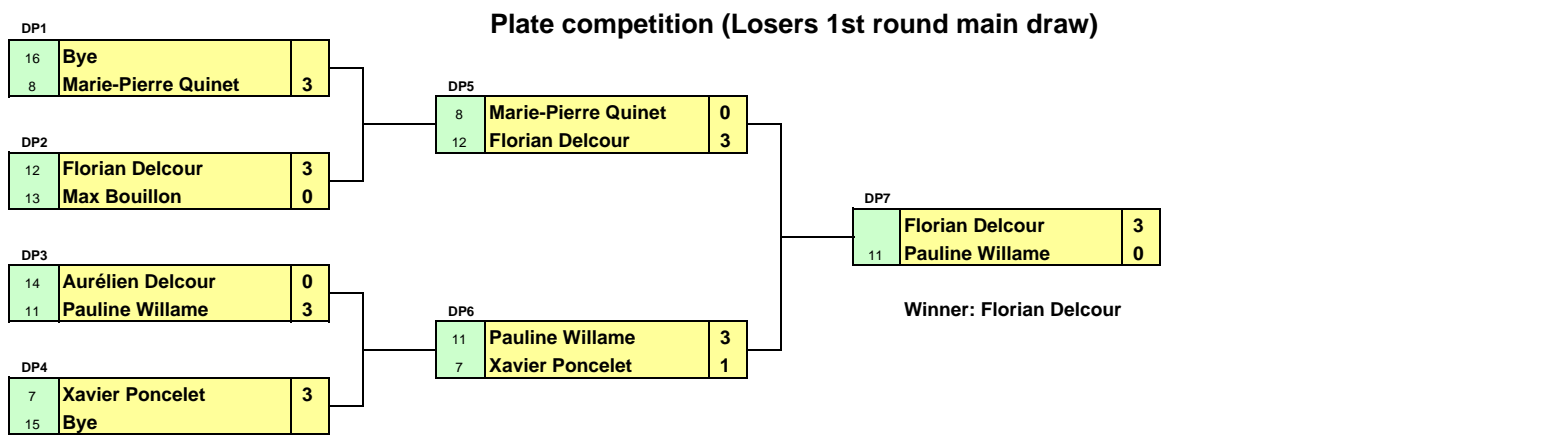 Plate competition (Losers 1st round main draw)
DP1
16 Bye
8 Marie-Pierre Quinet 3
DP2
12 Florian Delcour 3
13 Max Bouillon 0
DP3
14 Aurélien Delcour 0
11 Pauline Willame 3
DP4
7 Xavier Poncelet 3
15 Bye
DP5
8 Marie-Pierre Quinet 0
12 Florian Delcour 3
DP6
11 Pauline Willame 3
7 Xavier Poncelet 1
DP7
Florian Delcour 3
11 Pauline Willame 0
Winner: Florian Delcour